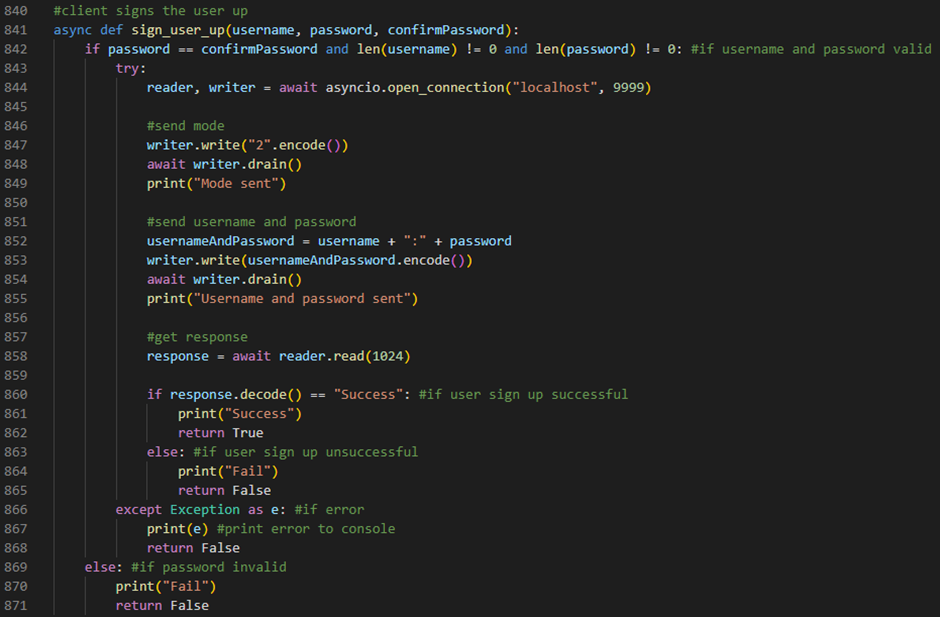 840 #client signs the user up
841 async def sign_user_up(username, password, confirmPassword):
842     if password == confirmPassword and len(username) != 0 and len(password) != 0: #if username and password valid
843         try:
844             reader, writer = await asyncio.open_connection("localhost", 9999)
845
846             #send mode
847             writer.write("2".encode())
848             await writer.drain()
849             print("Mode sent")
850
851             #send username and password
852             usernameAndPassword = username + ":" + password
853             writer.write(usernameAndPassword.encode())
854             await writer.drain()
855             print("Username and password sent")
856
857             #get response
858             response = await reader.read(1024)
859
860             if response.decode() == "Success": #if user sign up successful
861                 print("Success")
862                 return True
863             else: #if user sign up unsuccessful
864                 print("Fail")
865                 return False
866         except Exception as e: #if error
867             print(e) #print error to console
868             return False
869     else: #if password invalid
870         print("Fail")
871         return False